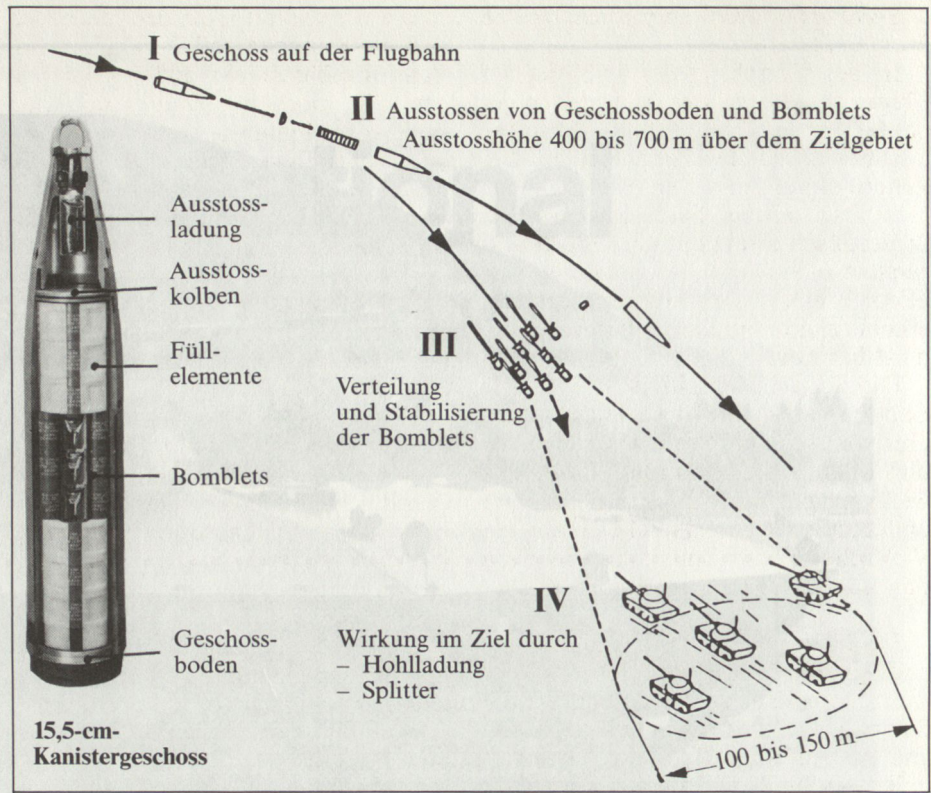 I Geschoss auf der Flugbahn
II Ausstossen von Geschossboden und Bomblets
Ausstosshöhe 400 bis 700 m über dem Zielgebiet
Ausstoss-
ladung
Ausstoss-
kolben
Füll-
elemente
Bomblets
Geschoss-
boden
15,5-cm-
Kanistergeschoss
III
Verteilung
und Stabilisierung
der Bomblets
IV
Wirkung im Ziel durch
– Hohlladung
– Splitter
100 bis 150 m